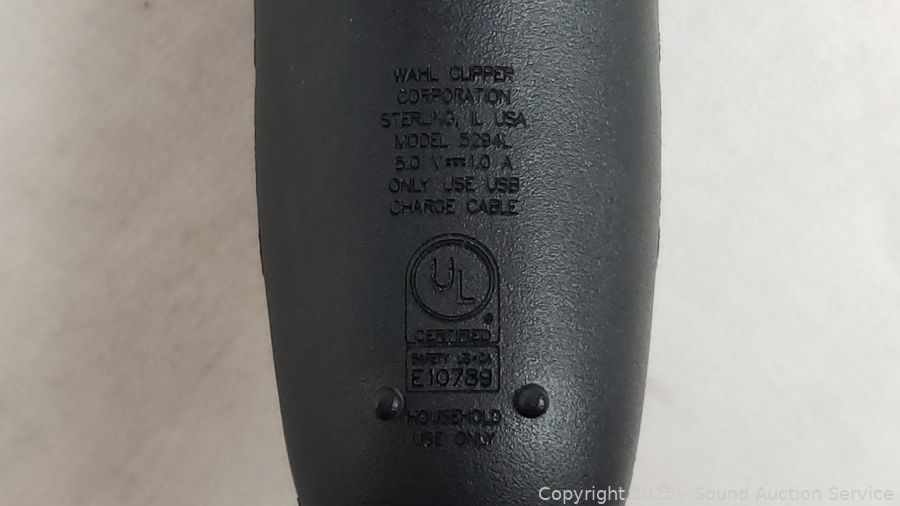 WAHL CLIPPER
CORPORATION
STERLING, IL USA
MODEL 5294L
5.0 V⎓1.0 A
ONLY USE USB
CHARGE CABLE
UL
®
CERTIFIED
SAFETY US-CA
E10789
HOUSEHOLD
USE ONLY
Copyright © 2025 - Sound Auction Service